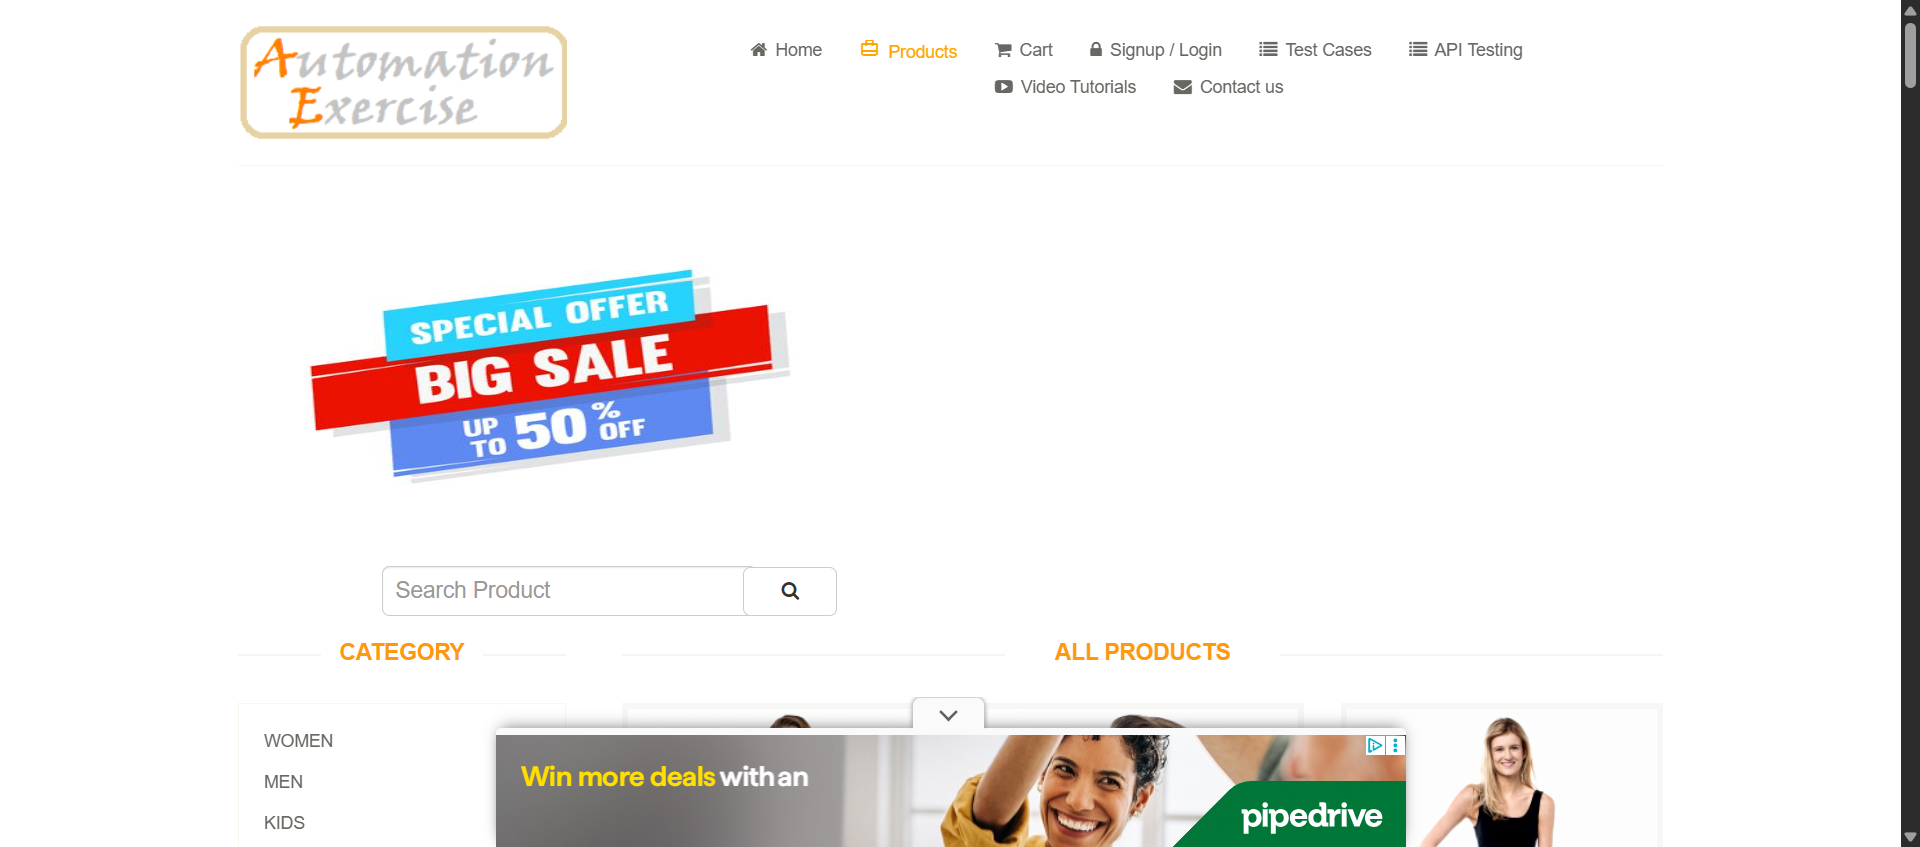 Automation
Exercise
Home
Products
Cart
Signup / Login
Test Cases
API Testing
Video Tutorials
Contact us
SPECIAL OFFER
BIG SALE
UP TO 50% OFF
Search Product
CATEGORY
ALL PRODUCTS
WOMEN
MEN
KIDS
Win more deals with an
pipedrive